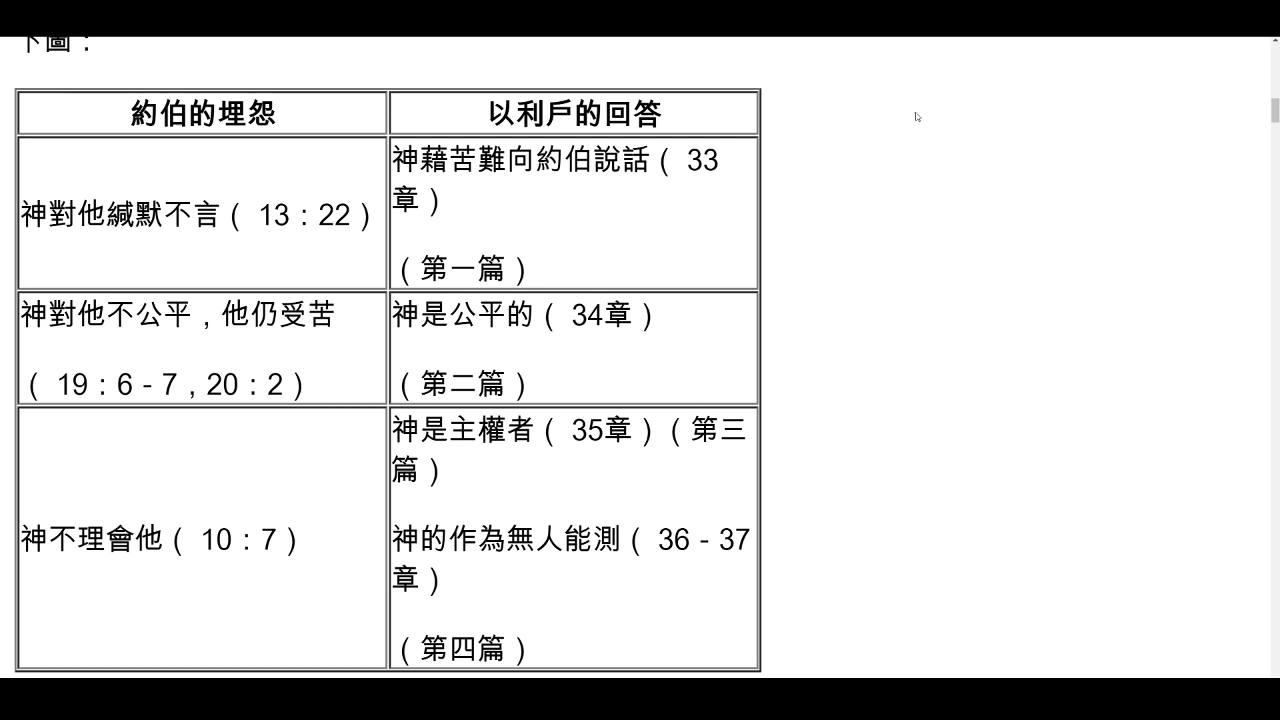 下圖：
約伯的埋怨
以利戶的回答
神對他緘默不言（ 13：22）
神藉苦難向約伯說話（ 33
章）
（第一篇）
神對他不公平，他仍受苦
（ 19：6－7，20：2）
神是公平的（ 34章）
（第二篇）
神不理會他（ 10：7）
神是主權者（ 35章）（第三
篇）
神的作為無人能測（ 36－37
章）
（第四篇）